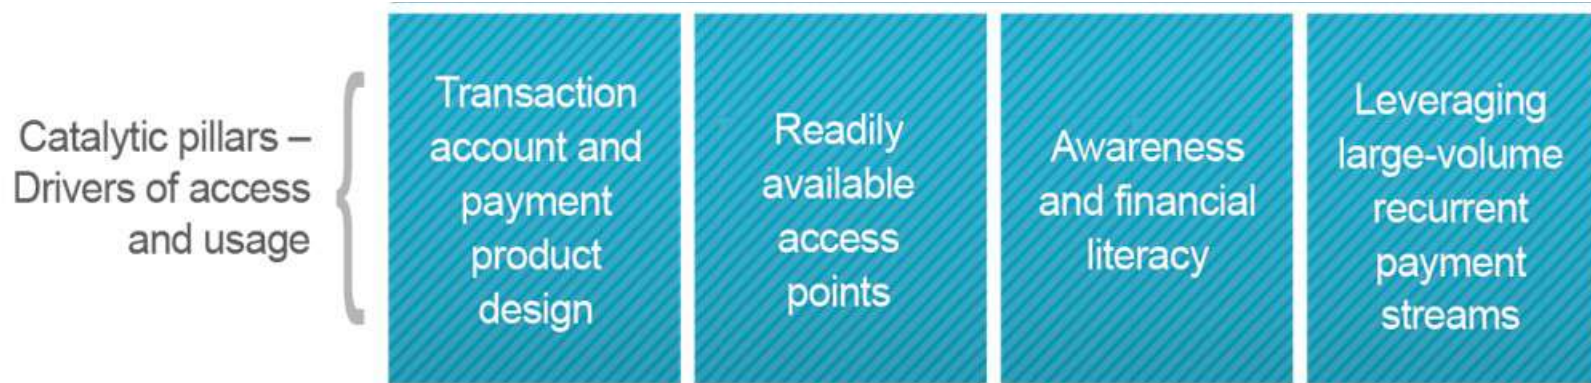 Catalytic pillars –
Drivers of access
and usage
Transaction
account and
payment
product
design
Readily
available
access
points
Awareness
and financial
literacy
Leveraging
large-volume
recurrent
payment
streams